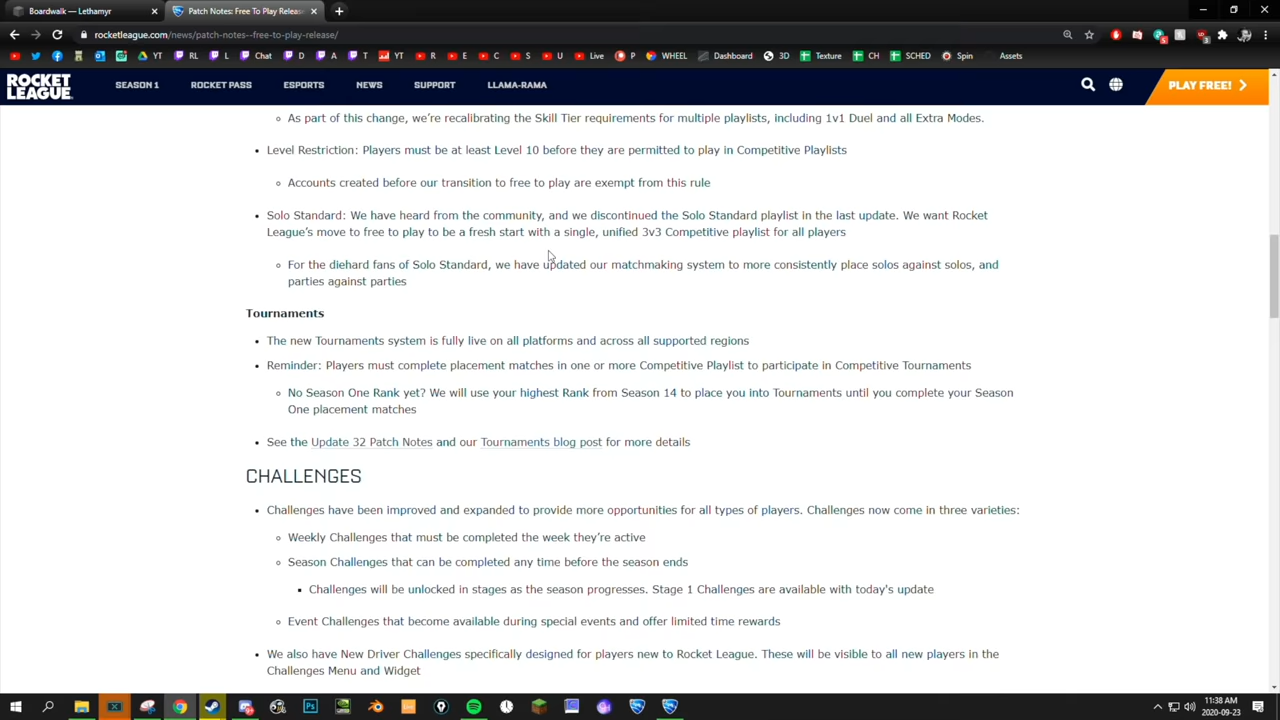 Boardwalk — Lethamyr
Patch Notes: Free To Play Releas
rocketleague.com/news/patch-notes--free-to-play-release/
YT RL L Chat D A T YT R E C S U Live P WHEEL Dashboard 3D Texture CH SCHED Spin Assets
ROCKET LEAGUE
SEASON 1 ROCKET PASS ESPORTS NEWS SUPPORT LLAMA-RAMA PLAY FREE!
As part of this change, we're recalibrating the Skill Tier requirements for multiple playlists, including 1v1 Duel and all Extra Modes.
Level Restriction: Players must be at least Level 10 before they are permitted to play in Competitive Playlists
Accounts created before our transition to free to play are exempt from this rule
Solo Standard: We have heard from the community, and we discontinued the Solo Standard playlist in the last update. We want Rocket
League's move to free to play to be a fresh start with a single, unified 3v3 Competitive playlist for all players
For the diehard fans of Solo Standard, we have updated our matchmaking system to more consistently place solos against solos, and
parties against parties
Tournaments
The new Tournaments system is fully live on all platforms and across all supported regions
Reminder: Players must complete placement matches in one or more Competitive Playlist to participate in Competitive Tournaments
No Season One Rank yet? We will use your highest Rank from Season 14 to place you into Tournaments until you complete your Season
One placement matches
See the Update 32 Patch Notes and our Tournaments blog post for more details
CHALLENGES
Challenges have been improved and expanded to provide more opportunities for all types of players. Challenges now come in three varieties:
Weekly Challenges that must be completed the week they're active
Season Challenges that can be completed any time before the season ends
Challenges will be unlocked in stages as the season progresses. Stage 1 Challenges are available with today's update
Event Challenges that become available during special events and offer limited time rewards
We also have New Driver Challenges specifically designed for players new to Rocket League. These will be visible to all new players in the
Challenges Menu and Widget
11:38 AM
2020-09-23